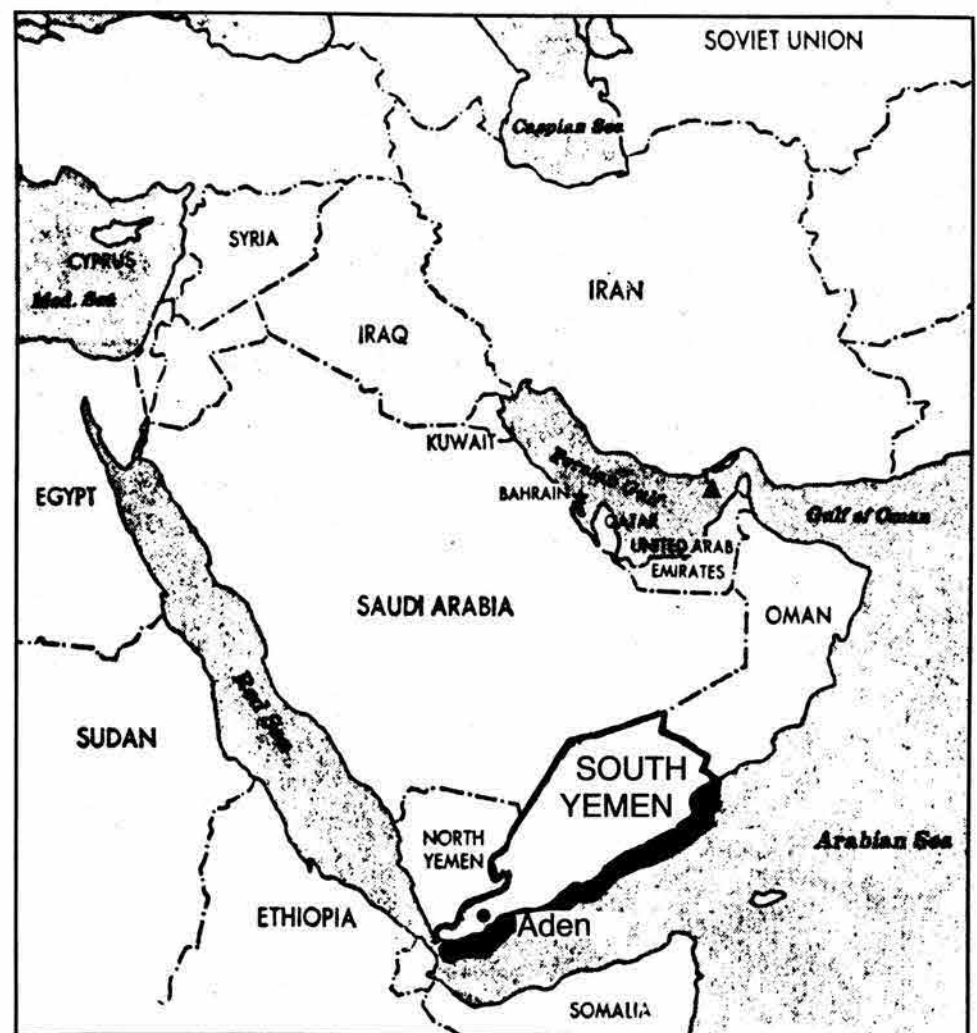 SOVIET UNION
Caspian Sea
SYRIA
CYPRUS
Med. Sea
IRAN
IRAQ
KUWAIT
Persian Gulf
EGYPT
BAHRAIN
QATAR
Gulf of Oman
UNITED ARAB
EMIRATES
SAUDI ARABIA
OMAN
Red Sea
SUDAN
SOUTH
YEMEN
NORTH
YEMEN
Arabian Sea
ETHIOPIA
Aden
SOMALIA